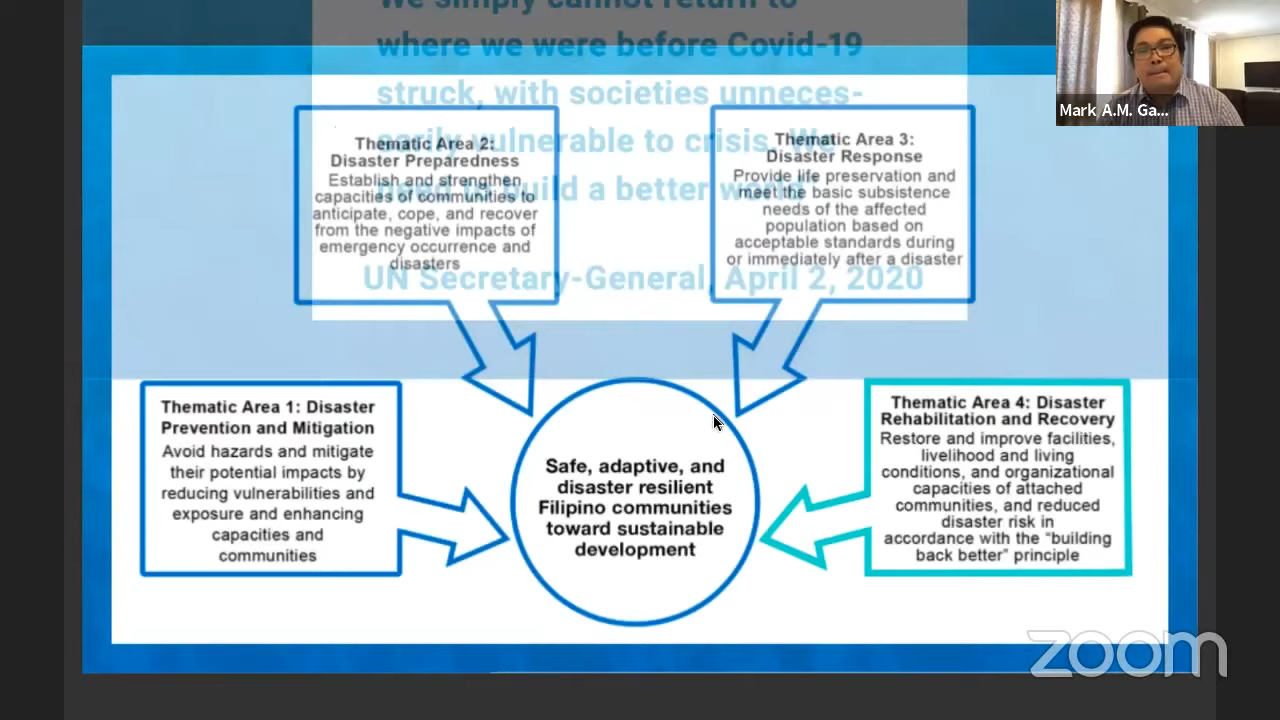 We simply cannot return to
where we were before Covid-19
struck, with societies unneces-
sarily vulnerable to crisis. We
need to build a better world
UN Secretary-General, April 2, 2020
Mark A.M. Ga...
Thematic Area 2:
Disaster Preparedness
Establish and strengthen
capacities of communities to
anticipate, cope, and recover
from the negative impacts of
emergency occurrence and
disasters
Thematic Area 3:
Disaster Response
Provide life preservation and
meet the basic subsistence
needs of the affected
population based on
acceptable standards during
or immediately after a disaster
Thematic Area 1: Disaster
Prevention and Mitigation
Avoid hazards and mitigate
their potential impacts by
reducing vulnerabilities and
exposure and enhancing
capacities and
communities
Safe, adaptive, and
disaster resilient
Filipino communities
toward sustainable
development
Thematic Area 4: Disaster
Rehabilitation and Recovery
Restore and improve facilities,
livelihood and living
conditions, and organizational
capacities of attached
communities, and reduced
disaster risk in
accordance with the "building
back better" principle
zoom